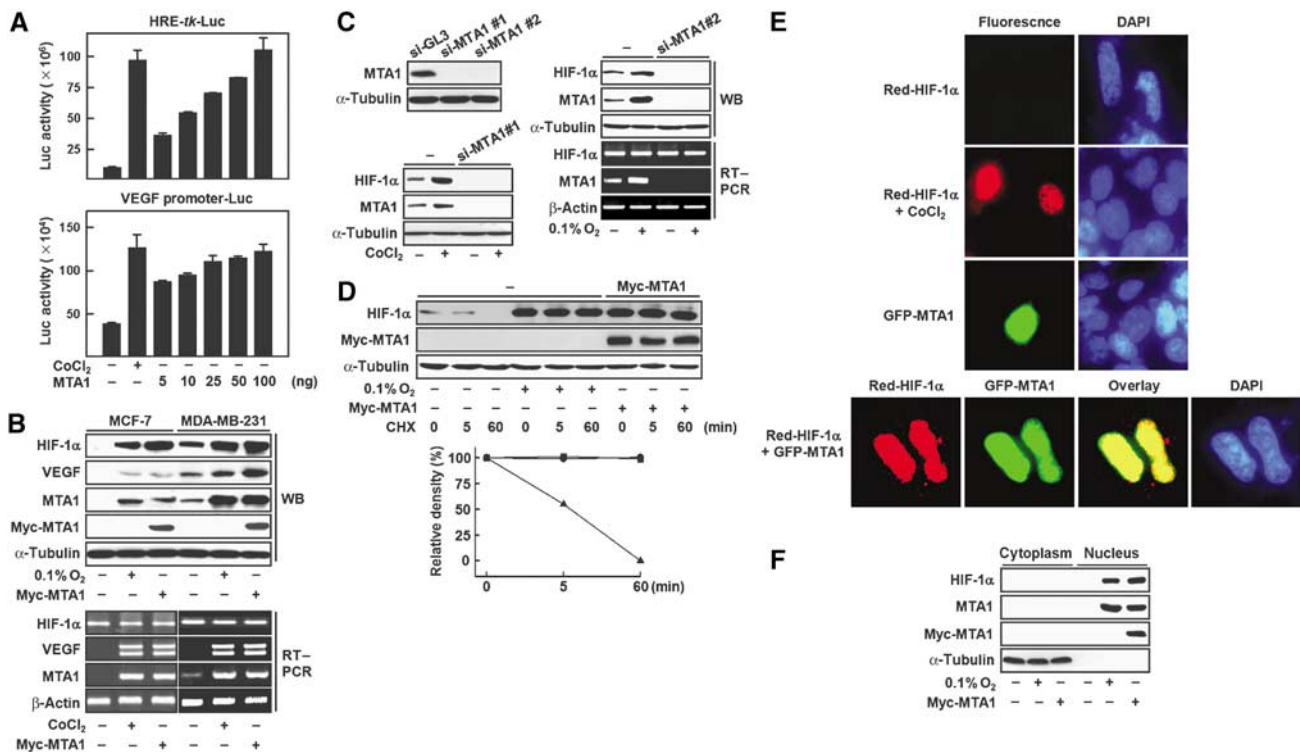 A
HRE-tk-Luc
Luc activity (× 10⁶)
100
75
50
25
VEGF promoter-Luc
Luc activity (× 10⁴)
150
100
50
CoCl₂ – + – – – – –
MTA1 – – 5 10 25 50 100 (ng)
B
MCF-7 MDA-MB-231
HIF-1α
VEGF
MTA1
Myc-MTA1
α-Tubulin
WB
0.1% O₂ – + – – + –
Myc-MTA1 – – + – – +
HIF-1α
VEGF
MTA1
β-Actin
RT–
PCR
CoCl₂ – + – – + –
Myc-MTA1 – – + – – +
C
si-GL3 si-MTA1 #1 si-MTA1 #2
MTA1
α-Tubulin
– si-MTA1#1
HIF-1α
MTA1
α-Tubulin
CoCl₂ – + – +
– si-MTA1#2
HIF-1α
MTA1
α-Tubulin
WB
HIF-1α
MTA1
β-Actin
RT–
PCR
0.1% O₂ – + – +
D
– Myc-MTA1
HIF-1α
Myc-MTA1
α-Tubulin
0.1% O₂ – – – + + + – – –
Myc-MTA1 – – – – – – + + +
CHX 0 5 60 0 5 60 0 5 60 (min)
Relative density (%)
100
75
50
25
0
0 5 60 (min)
E
Fluorescnce DAPI
Red-HIF-1α
Red-HIF-1α
+ CoCl₂
GFP-MTA1
Red-HIF-1α GFP-MTA1 Overlay DAPI
Red-HIF-1α
+ GFP-MTA1
F
Cytoplasm Nucleus
HIF-1α
MTA1
Myc-MTA1
α-Tubulin
0.1% O₂ – + – – + –
Myc-MTA1 – – + – – +